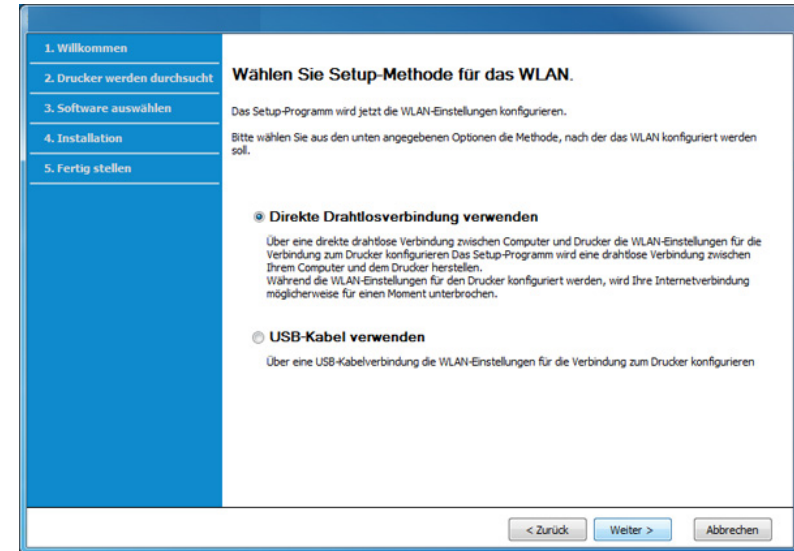 1. Willkommen
2. Drucker werden durchsucht
3. Software auswählen
4. Installation
5. Fertig stellen
Wählen Sie Setup-Methode für das WLAN.
Das Setup-Programm wird jetzt die WLAN-Einstellungen konfigurieren.
Bitte wählen Sie aus den unten angegebenen Optionen die Methode, nach der das WLAN konfiguriert werden
soll.
Direkte Drahtlosverbindung verwenden
Über eine direkte drahtlose Verbindung zwischen Computer und Drucker die WLAN-Einstellungen für die
Verbindung zum Drucker konfigurieren Das Setup-Programm wird eine drahtlose Verbindung zwischen
Ihrem Computer und dem Drucker herstellen.
Während die WLAN-Einstellungen für den Drucker konfiguriert werden, wird Ihre Internetverbindung
möglicherweise für einen Moment unterbrochen.
USB-Kabel verwenden
Über eine USB-Kabelverbindung die WLAN-Einstellungen für die Verbindung zum Drucker konfigurieren
< Zurück Weiter > Abbrechen